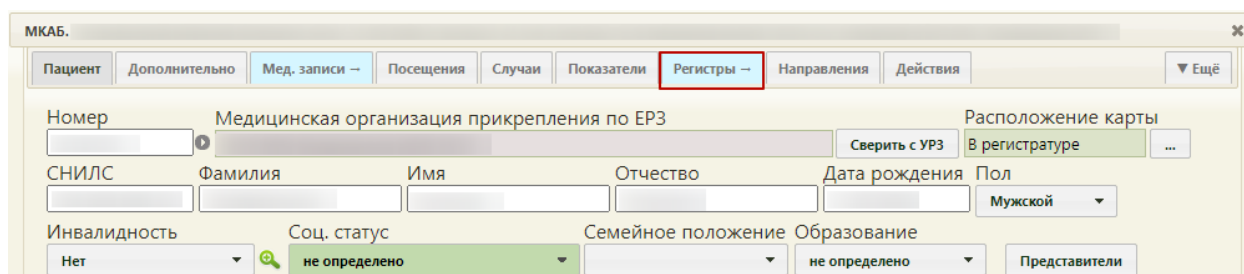 МКАБ.
Пациент Дополнительно Мед. записи → Посещения Случаи Показатели Регистры → Направления Действия ▼ Ещё
Номер Медицинская организация прикрепления по ЕРЗ Расположение карты
Сверить с УРЗ В регистратуре ...
СНИЛС Фамилия Имя Отчество Дата рождения Пол
Мужской
Инвалидность Соц. статус Семейное положение Образование
Нет не определено не определено Представители